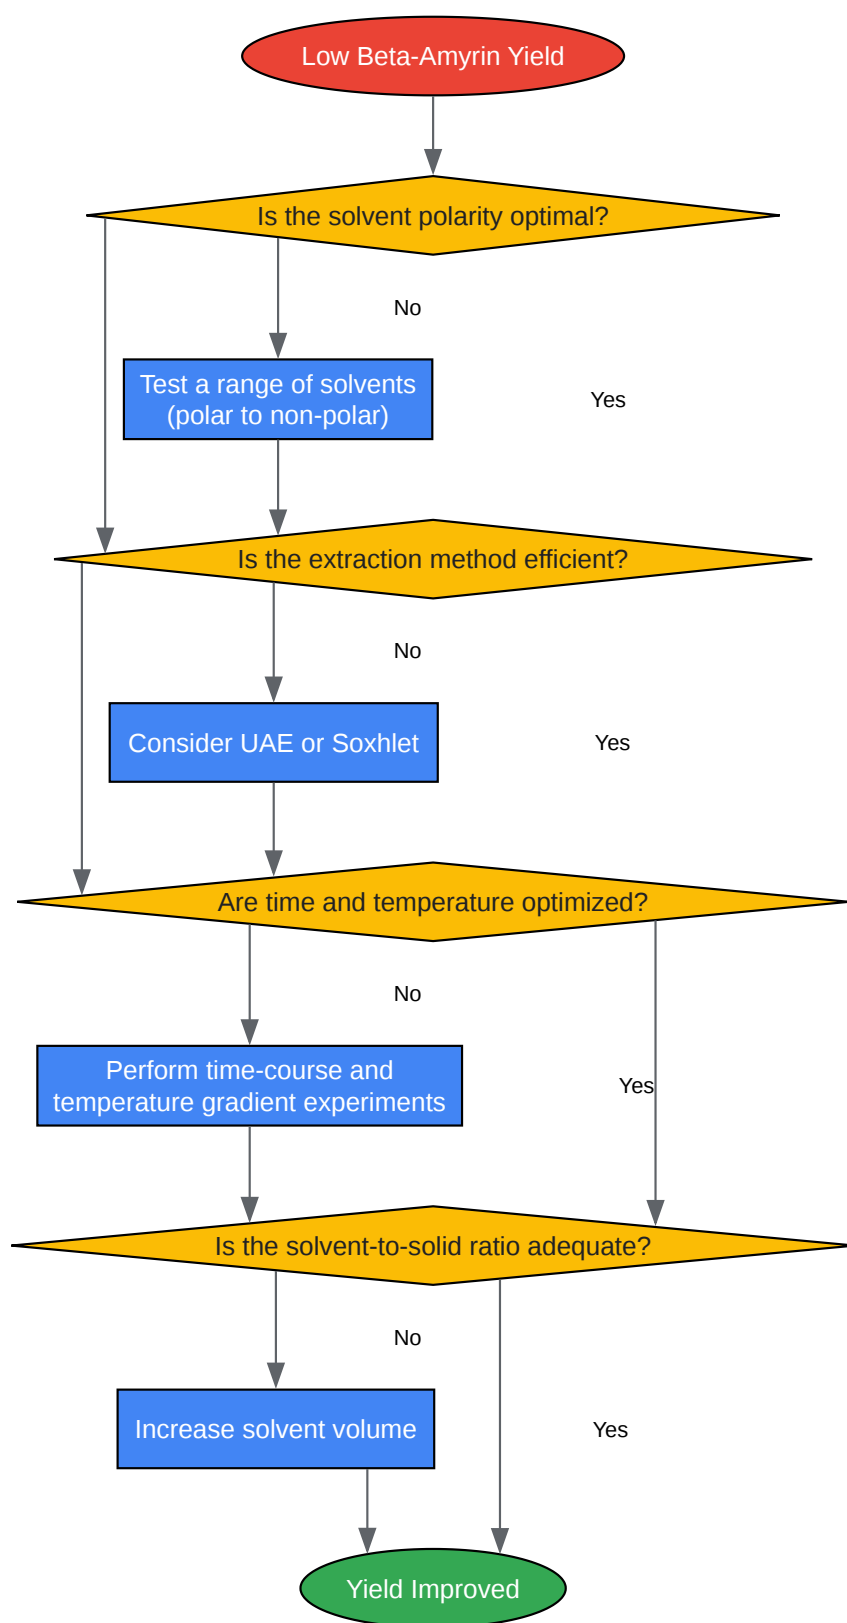 Low Beta-Amyrin Yield
Is the solvent polarity optimal?
No
Test a range of solvents
(polar to non-polar)
Yes
Is the extraction method efficient?
No
Consider UAE or Soxhlet
Yes
Are time and temperature optimized?
No
Perform time-course and
temperature gradient experiments
Yes
Is the solvent-to-solid ratio adequate?
No
Increase solvent volume
Yes
Yield Improved